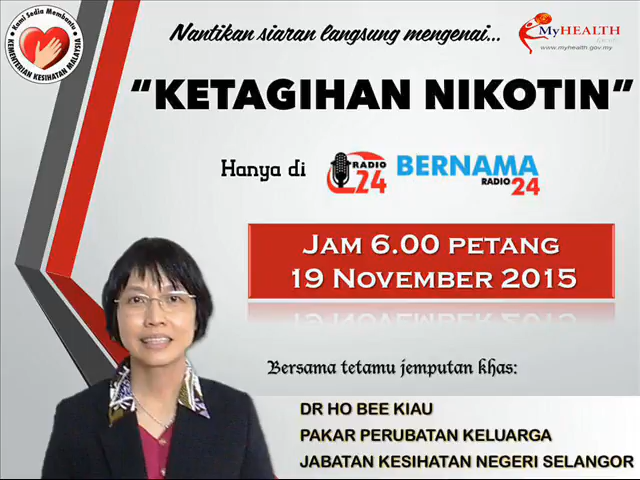 Kami Sedia Membantu
KEMENTERIAN KESIHATAN MALAYSIA
Nantikan siaran langsung mengenai...
MyHEALTH
www.myhealth.gov.my
“KETAGIHAN NIKOTIN”
Hanya di
RADIO
24
BERNAMA
RADIO 24
JAM 6.00 PETANG
19 NOVEMBER 2015
Bersama tetamu jemputan khas:
DR HO BEE KIAU
PAKAR PERUBATAN KELUARGA
JABATAN KESIHATAN NEGERI SELANGOR